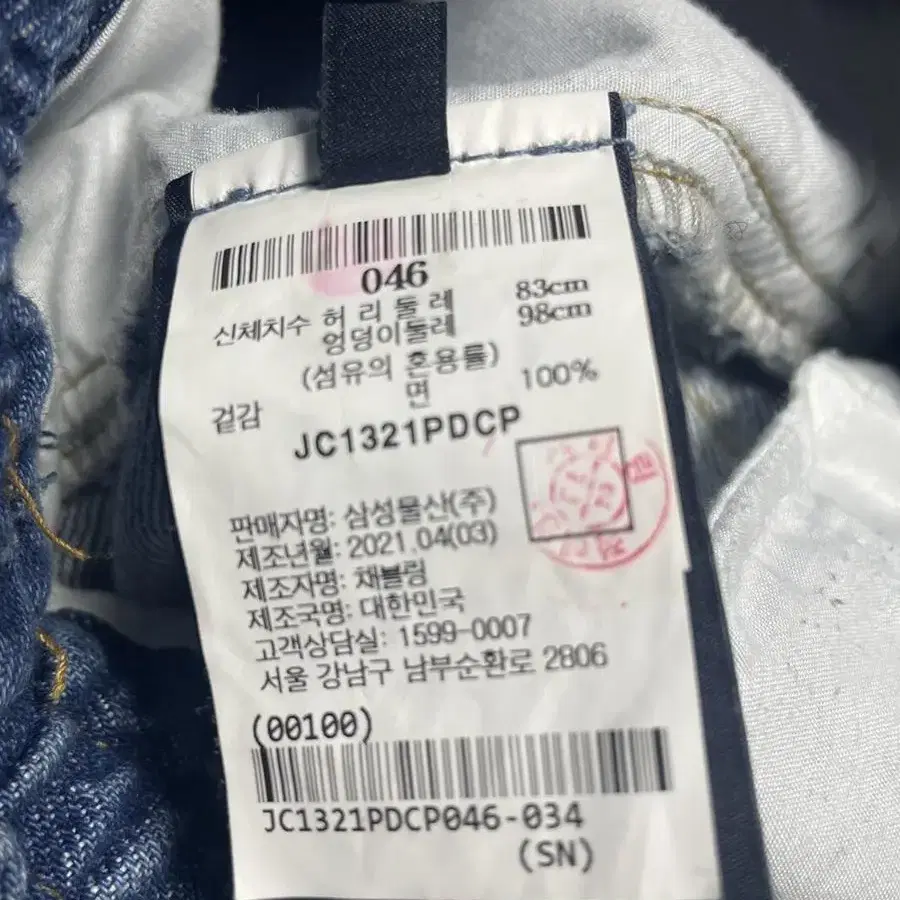 046
신체치수 허 리 둘 레 83cm
엉덩이둘레 98cm
(섬유의 혼용률)
겉감 면 100%
JC1321PDCP
판매자명: 삼성물산(주)
제조년월: 2021.04(03)
제조자명: 채블링
제조국명: 대한민국
고객상담실: 1599-0007
서울 강남구 남부순환로 2806
(00100)
JC1321PDCP046-034
(SN)